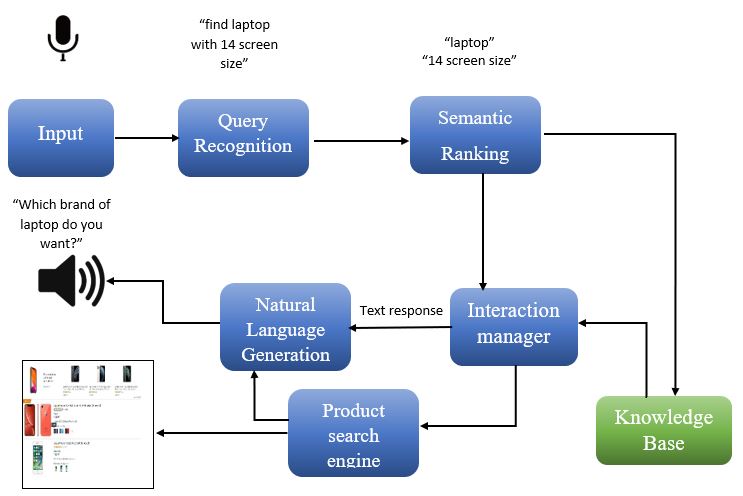 “find laptop
with 14 screen
size”
“laptop”
“14 screen size”
Input
Query
Recognition
Semantic
Ranking
“Which brand of
laptop do you
want?”
Natural
Language
Generation
Text response
Interaction
manager
Product
search
engine
Knowledge
Base